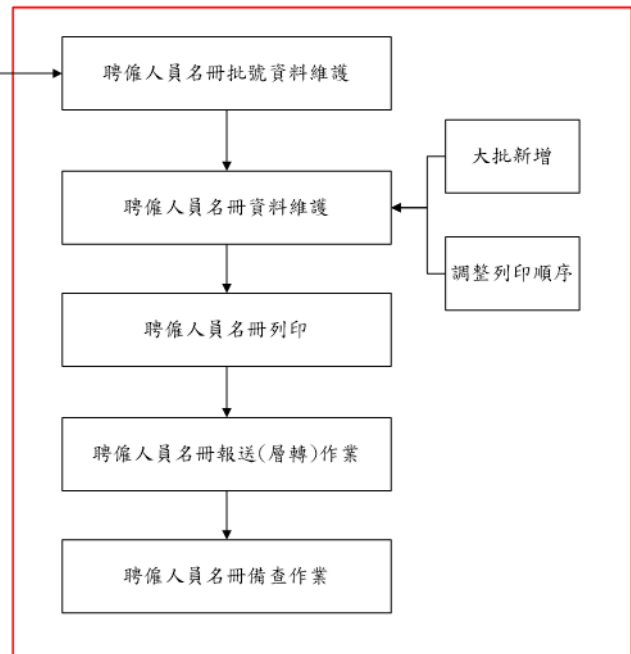 聘僱人員名冊批號資料維護
大批新增
聘僱人員名冊資料維護
調整列印順序
聘僱人員名冊列印
聘僱人員名冊報送(層轉)作業
聘僱人員名冊備查作業